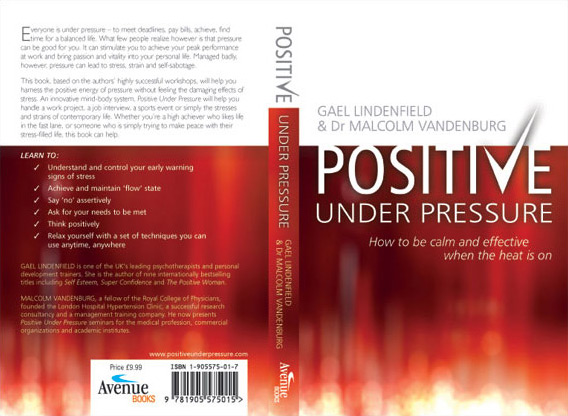 Everyone is under pressure – to meet deadlines, pay bills, achieve, find
time for a balanced life. What few people realize however is that pressure
can be good for you. It can stimulate you to achieve your peak performance
at work and bring passion and vitality into your personal life. Managed badly,
however, pressure can lead to stress, strain and self-sabotage.
This book, based on the authors' highly successful workshops, will help you
harness the positive energy of pressure without feeling the damaging effects of
stress. An innovative mind-body system, Positive Under Pressure will help you
handle a work project, a job interview, a sports event or simply the stresses
and strains of contemporary life. Whether you're a high achiever who likes life
in the fast lane, or someone who is simply trying to make peace with their
stress-filled life, this book can help.
LEARN TO:
✓ Understand and control your early warning
signs of stress
✓ Achieve and maintain 'flow' state
✓ Say 'no' assertively
✓ Ask for your needs to be met
✓ Think positively
✓ Relax yourself with a set of techniques you can
use anytime, anywhere
GAEL LINDENFIELD is one of the UK's leading psychotherapists and personal
development trainers. She is the author of nine internationally bestselling
titles including Self Esteem, Super Confidence and The Positive Woman.
MALCOLM VANDENBURG, a fellow of the Royal College of Physicians,
founded the London Hospital Hypertension Clinic, a successful research
consultancy and a management training company. He now presents
Positive Under Pressure seminars for the medical profession, commercial
organizations and academic institutes.
www.positiveunderpressure.com
Price £9.99
Avenue
BOOKS
ISBN 1-905575-01-7
9 781905 575015 >
POSITIVE
UNDER PRESSURE
GAEL LINDENFIELD
& Dr MALCOLM VANDENBURG
Avenue
BOOKS
GAEL LINDENFIELD
& Dr MALCOLM VANDENBURG
POSITIVE
UNDER PRESSURE
How to be calm and effective
when the heat is on